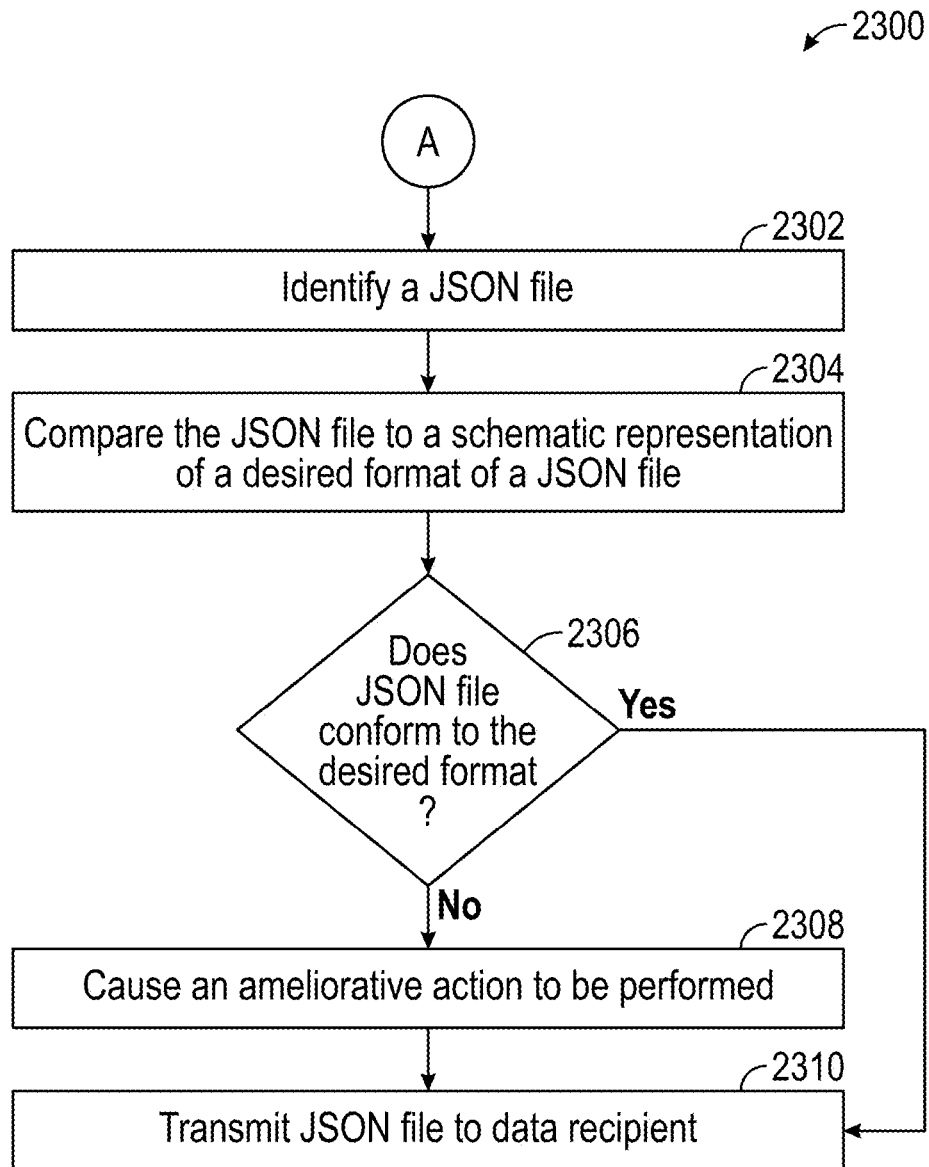 2300
A
2302
Identify a JSON file
2304
Compare the JSON file to a schematic representation
of a desired format of a JSON file
2306
Does
JSON file
conform to the
desired format
?
Yes
No
2308
Cause an ameliorative action to be performed
2310
Transmit JSON file to data recipient